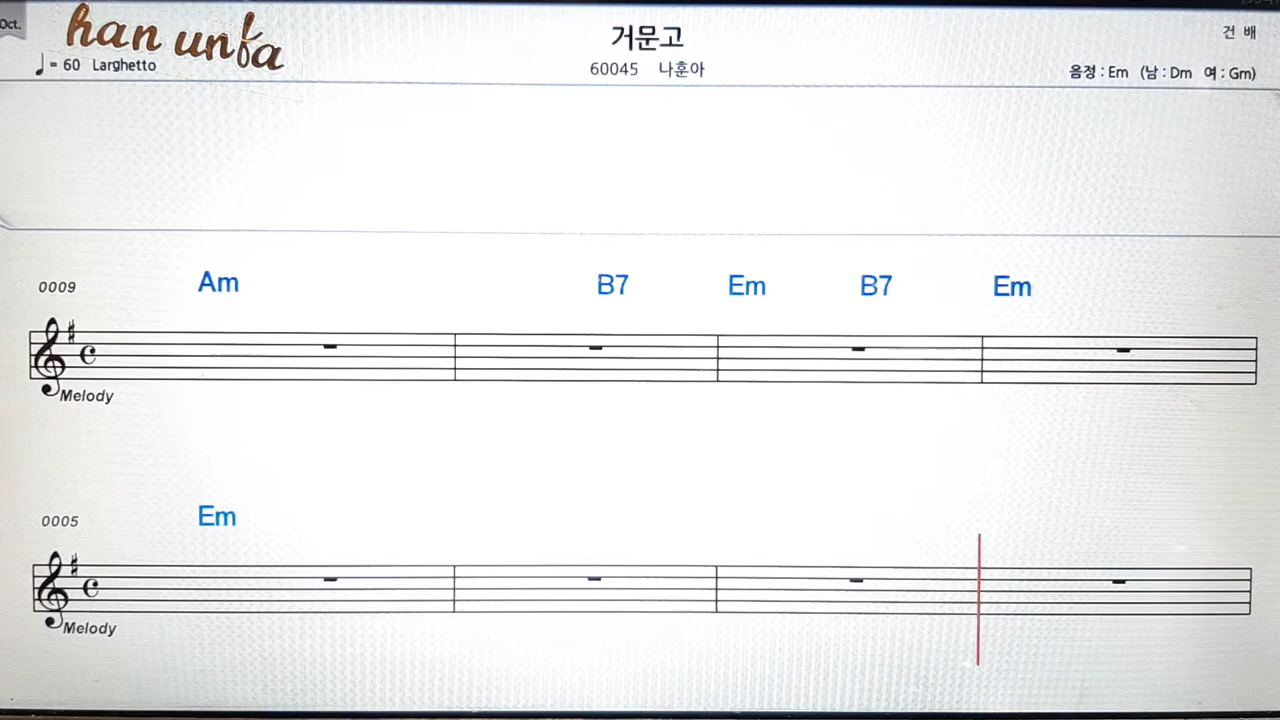 Oct.
han unfa
♩= 60 Larghetto
거문고
60045 나훈아
건 배
음정 : Em (남 : Dm 여 : Gm)
0009
Am B7 Em B7 Em
Melody
0005
Em
Melody